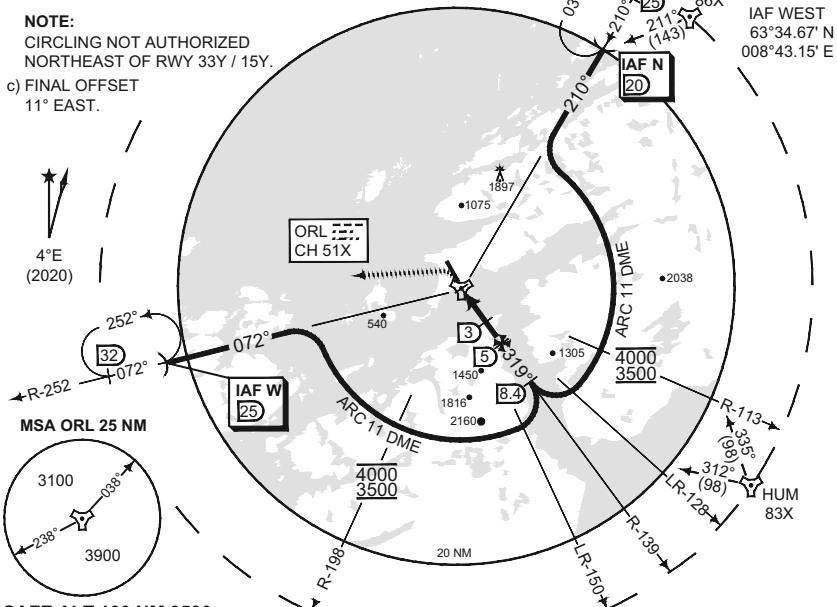 NOTE:
CIRCLING NOT AUTHORIZED
NORTHEAST OF RWY 33Y / 15Y.
c) FINAL OFFSET
11° EAST.
25
86X
210°
211°
(143)
IAF WEST
63°34.67' N
008°43.15' E
IAF N
20
210°
4°E
(2020)
1897
1075
ORL
CH 51X
ARC 11 DME
2038
540
3
5
319°
1305
1450
8.4
1816
2160
4000
3500
252°
32
072°
072°
R-252
IAF W
25
ARC 11 DME
4000
3500
R-113
335°
(98)
312°
(98)
HUM
83X
LR-128
R-139
LR-150
R-198
20 NM
MSA ORL 25 NM
3100
038°
238°
3900